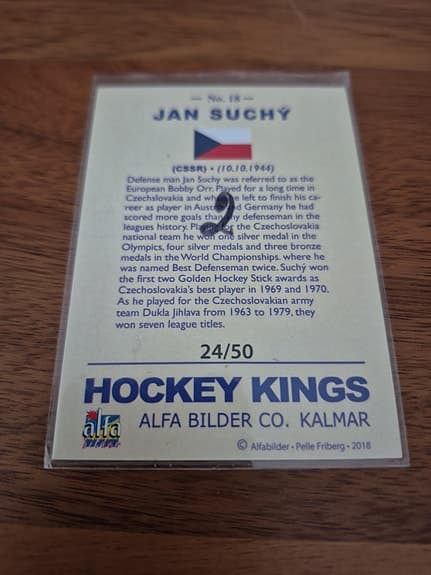 — No. 18 —
JAN SUCHÝ
(CSSR) • (10.10.1944)
Defense man Jan Suchy was referred to as the
European Bobby Orr. Played for a long time in
Czechslovakia and when he left to finish his ca-
reer as player in Austria and Germany he had
scored more goals than any defenseman in the
leagues history. Playing for the Czechoslovakia
national team he won one silver medal in the
Olympics, four silver medals and three bronze
medals in the World Championships. where he
was named Best Defenseman twice. Suchý won
the first two Golden Hockey Stick awards as
Czechoslovakia's best player in 1969 and 1970.
As he played for the Czechoslovakian army
team Dukla Jihlava from 1963 to 1979, they
won seven league titles.
2
24/50
HOCKEY KINGS
alfa
ALFA BILDER CO. KALMAR
© Alfabilder • Pelle Friberg • 2018